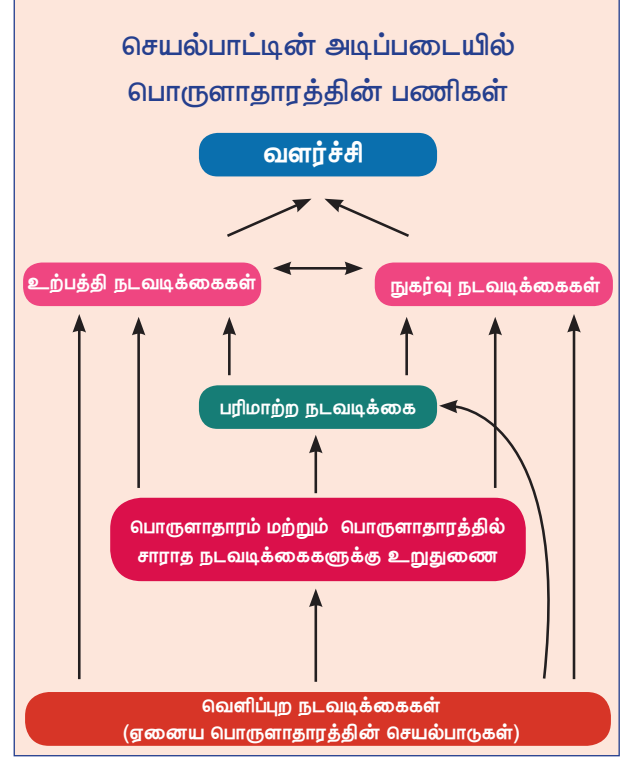 செயல்பாட்டின் அடிப்படையில்
பொருளாதாரத்தின் பணிகள்
வளர்ச்சி
உற்பத்தி நடவடிக்கைகள்
நுகர்வு நடவடிக்கைகள்
பரிமாற்ற நடவடிக்கை
பொருளாதாரம் மற்றும் பொருளாதாரத்தில்
சாராத நடவடிக்கைகளுக்கு உறுதுணை
வெளிப்புற நடவடிக்கைகள்
(ஏனைய பொருளாதாரத்தின் செயல்பாடுகள்)